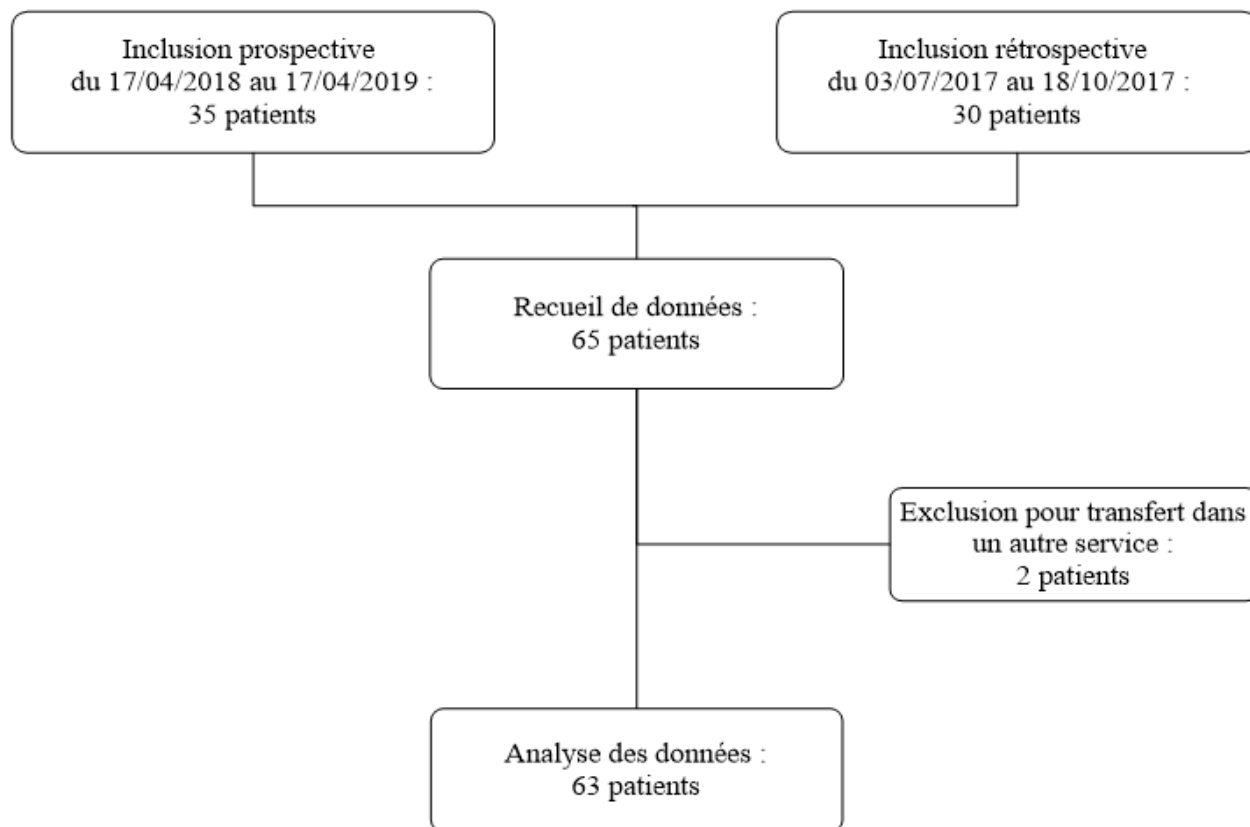 Inclusion prospective
du 17/04/2018 au 17/04/2019 :
35 patients
Inclusion rétrospective
du 03/07/2017 au 18/10/2017 :
30 patients
Recueil de données :
65 patients
Exclusion pour transfert dans
un autre service :
2 patients
Analyse des données :
63 patients